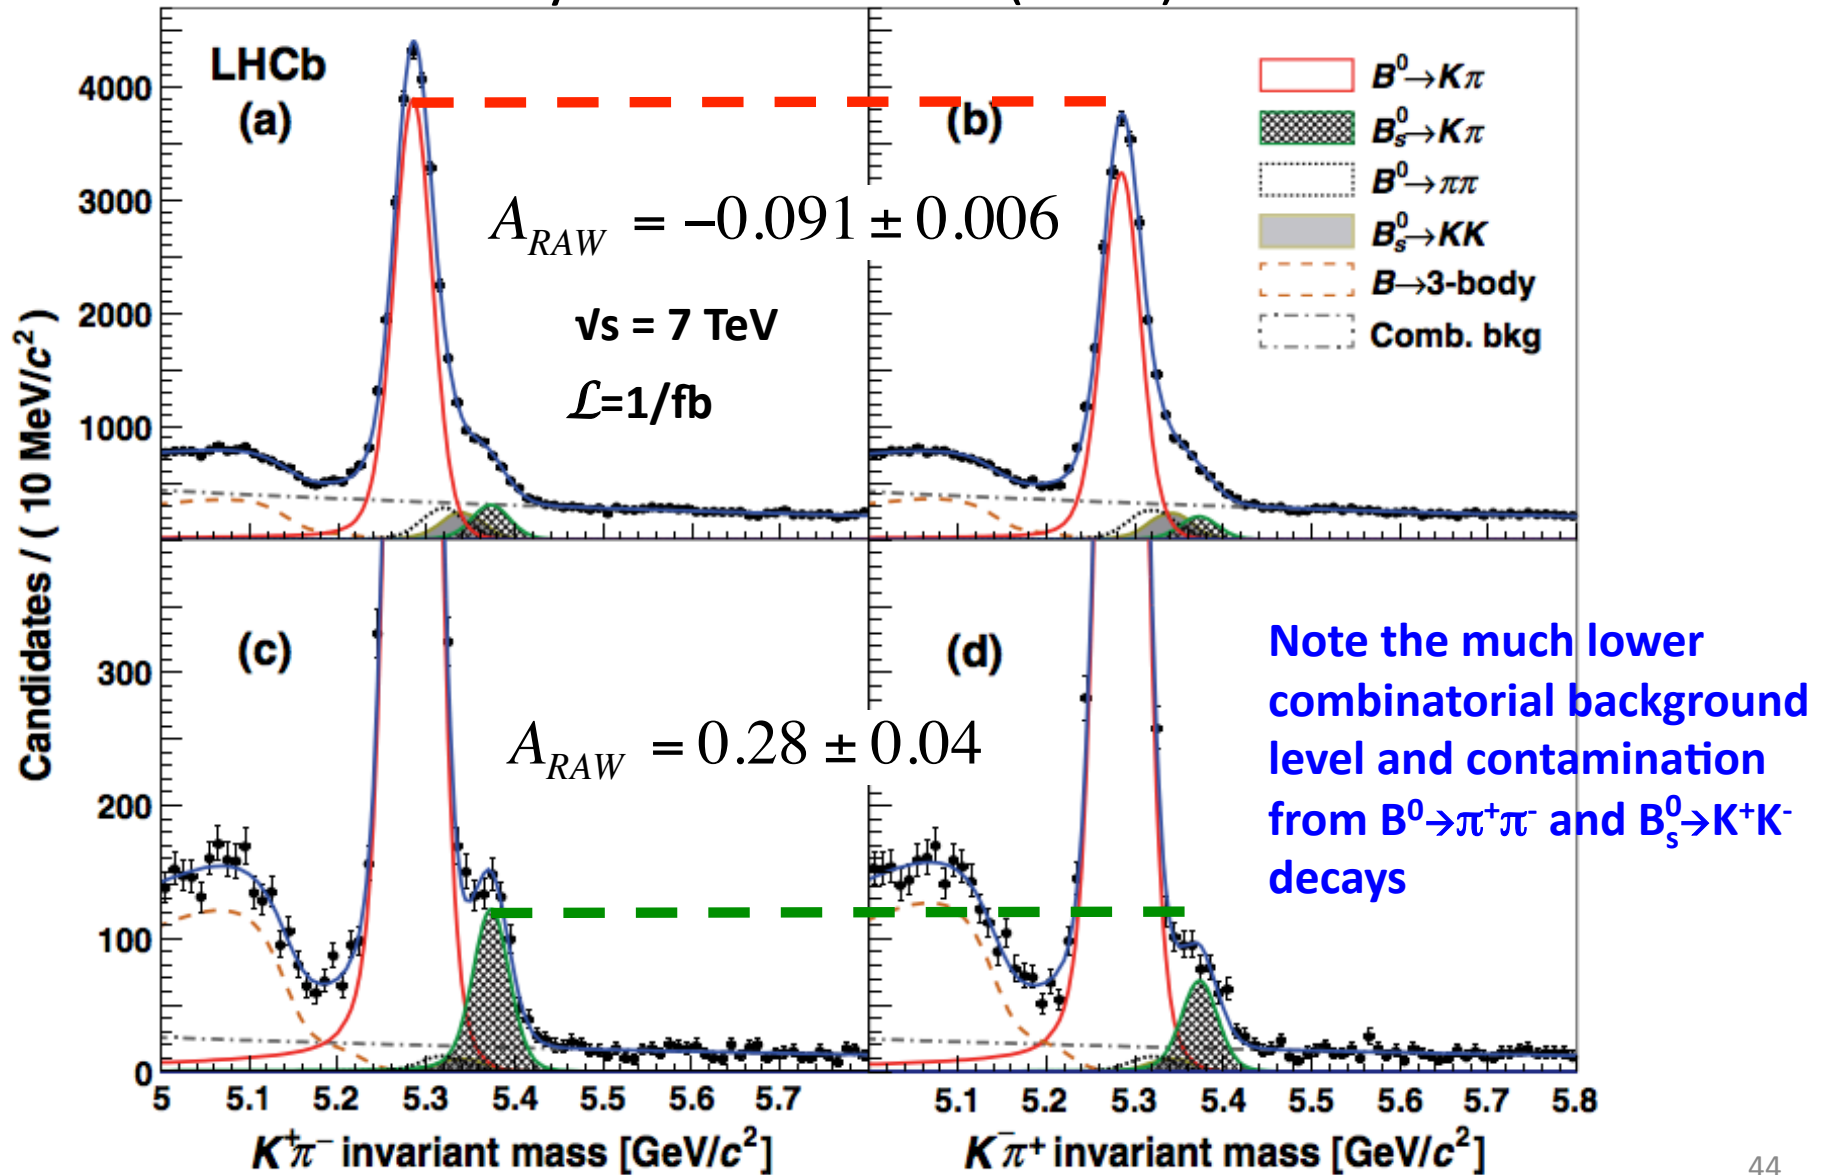 LHCb
(a)
(b)
B⁰→Kπ
B⁰ₛ→Kπ
B⁰→ππ
B⁰ₛ→KK
B→3-body
Comb. bkg
A_RAW = −0.091 ± 0.006
√s = 7 TeV
ℒ=1/fb
4000
3000
2000
1000
Candidates / ( 10 MeV/c² )
(c)
(d)
A_RAW = 0.28 ± 0.04
Note the much lower
combinatorial background
level and contamination
from B⁰→π⁺π⁻ and B⁰ₛ→K⁺K⁻
decays
300
200
100
0
5 5.1 5.2 5.3 5.4 5.5 5.6 5.7
5.1 5.2 5.3 5.4 5.5 5.6 5.7 5.8
K⁺π⁻ invariant mass [GeV/c²]
K⁻π⁺ invariant mass [GeV/c²]
44